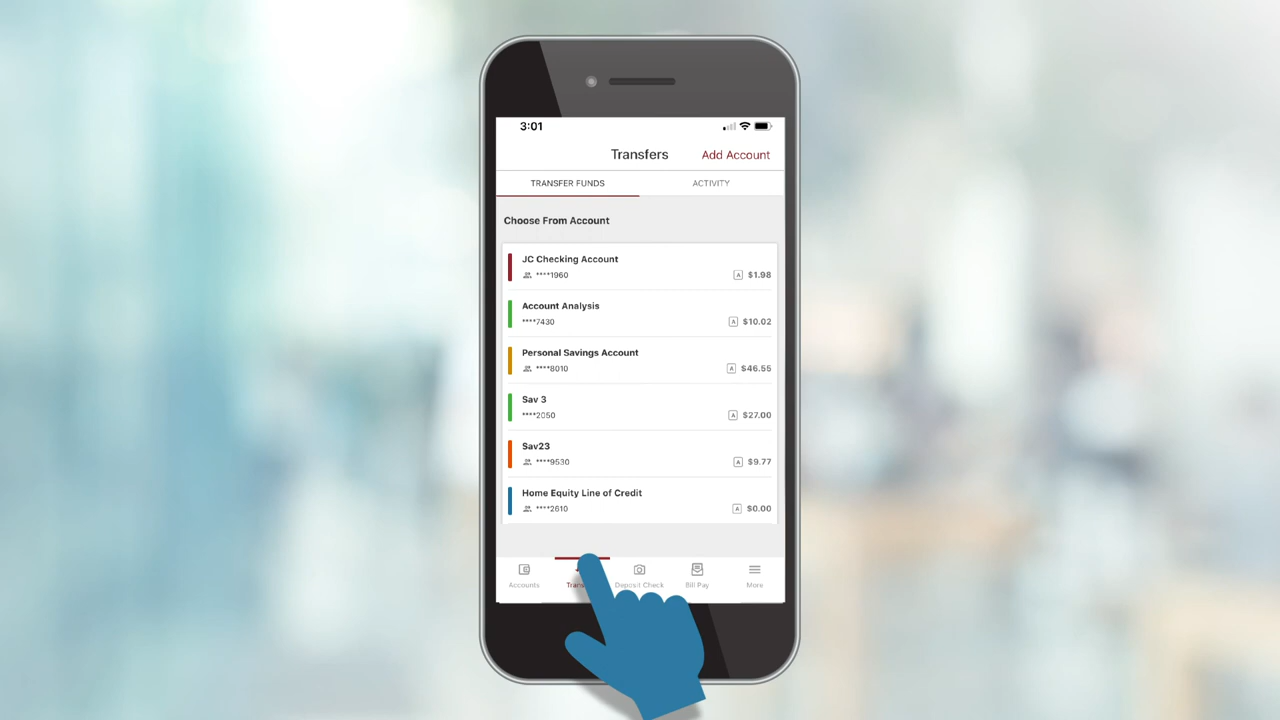 3:01
Transfers
Add Account
TRANSFER FUNDS
ACTIVITY
Choose From Account
JC Checking Account
****1960
A $1.98
Account Analysis
****7430
A $10.02
Personal Savings Account
****8010
A $46.55
Sav 3
****2050
A $27.00
Sav23
****9530
A $9.77
Home Equity Line of Credit
****2610
A $0.00
Accounts
Deposit Check
Bill Pay
More